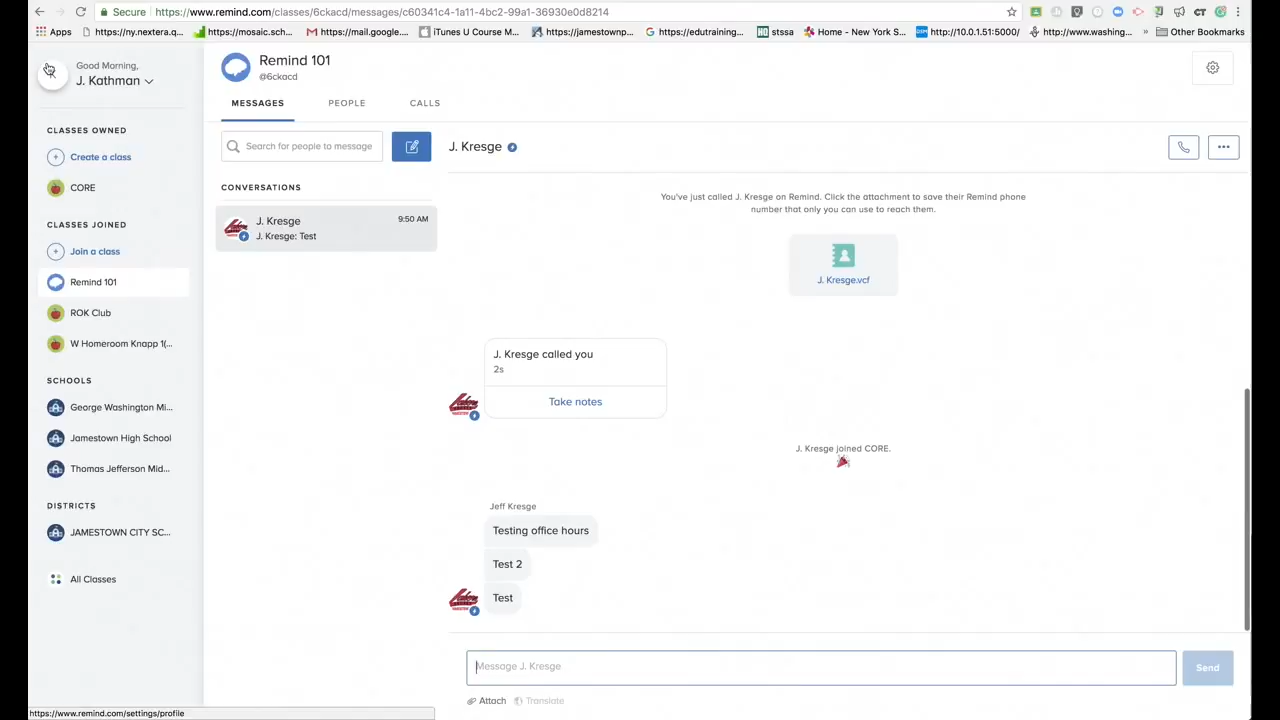 Secure https://www.remind.com/classes/6ckacd/messages/c60341c4-1a11-4bc2-99a1-36930e0d8214
Apps https://ny.nextera.q... https://mosaic.sch... https://mail.google.... iTunes U Course M... https://jamestownp... https://edutraining... stssa Home - New York S... http://10.0.1.51:5000/ http://www.washing... » Other Bookmarks
Good Morning,
J. Kathman
Remind 101
@6ckacd
MESSAGES PEOPLE CALLS
CLASSES OWNED
Create a class
CORE
CLASSES JOINED
Join a class
Remind 101
ROK Club
W Homeroom Knapp 1(...
SCHOOLS
George Washington Mi...
Jamestown High School
Thomas Jefferson Mid...
DISTRICTS
JAMESTOWN CITY SC...
All Classes
https://www.remind.com/settings/profile
Search for people to message
CONVERSATIONS
J. Kresge 9:50 AM
J. Kresge: Test
J. Kresge
You've just called J. Kresge on Remind. Click the attachment to save their Remind phone
number that only you can use to reach them.
J. Kresge.vcf
J. Kresge called you
2s
Take notes
J. Kresge joined CORE.
Jeff Kresge
Testing office hours
Test 2
Test
Message J. Kresge
Send
Attach Translate